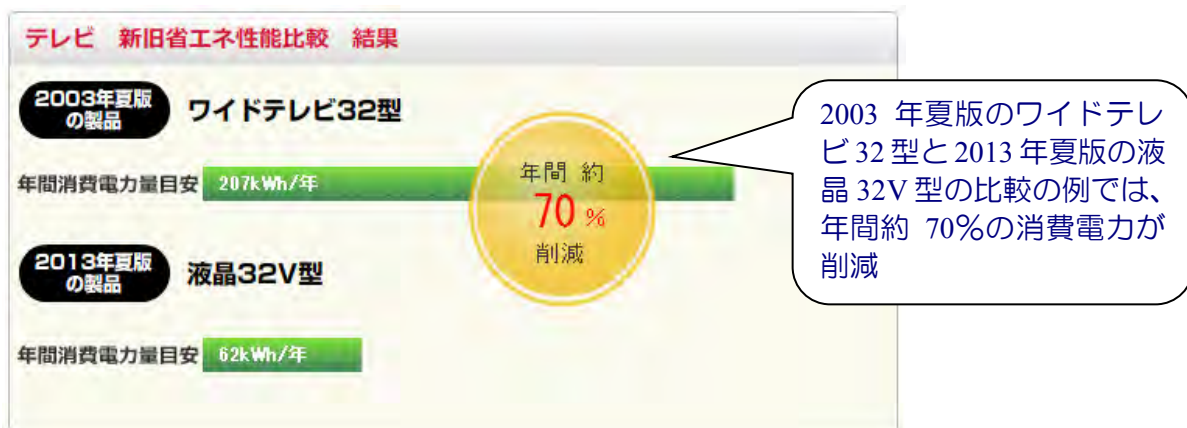 テレビ　新旧省エネ性能比較　結果
2003年夏版
の製品
ワイドテレビ32型
年間消費電力量目安 207kWh/年
年間 約
70 %
削減
2013年夏版
の製品
液晶32V型
年間消費電力量目安 62kWh/年
2003 年夏版のワイドテレ
ビ 32 型と 2013 年夏版の液
晶 32V 型の比較の例では、
年間約 70％の消費電力が
削減